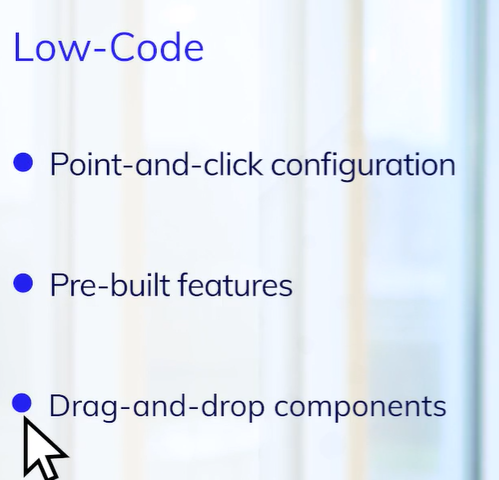 Low-Code
Point-and-click configuration
Pre-built features
Drag-and-drop components